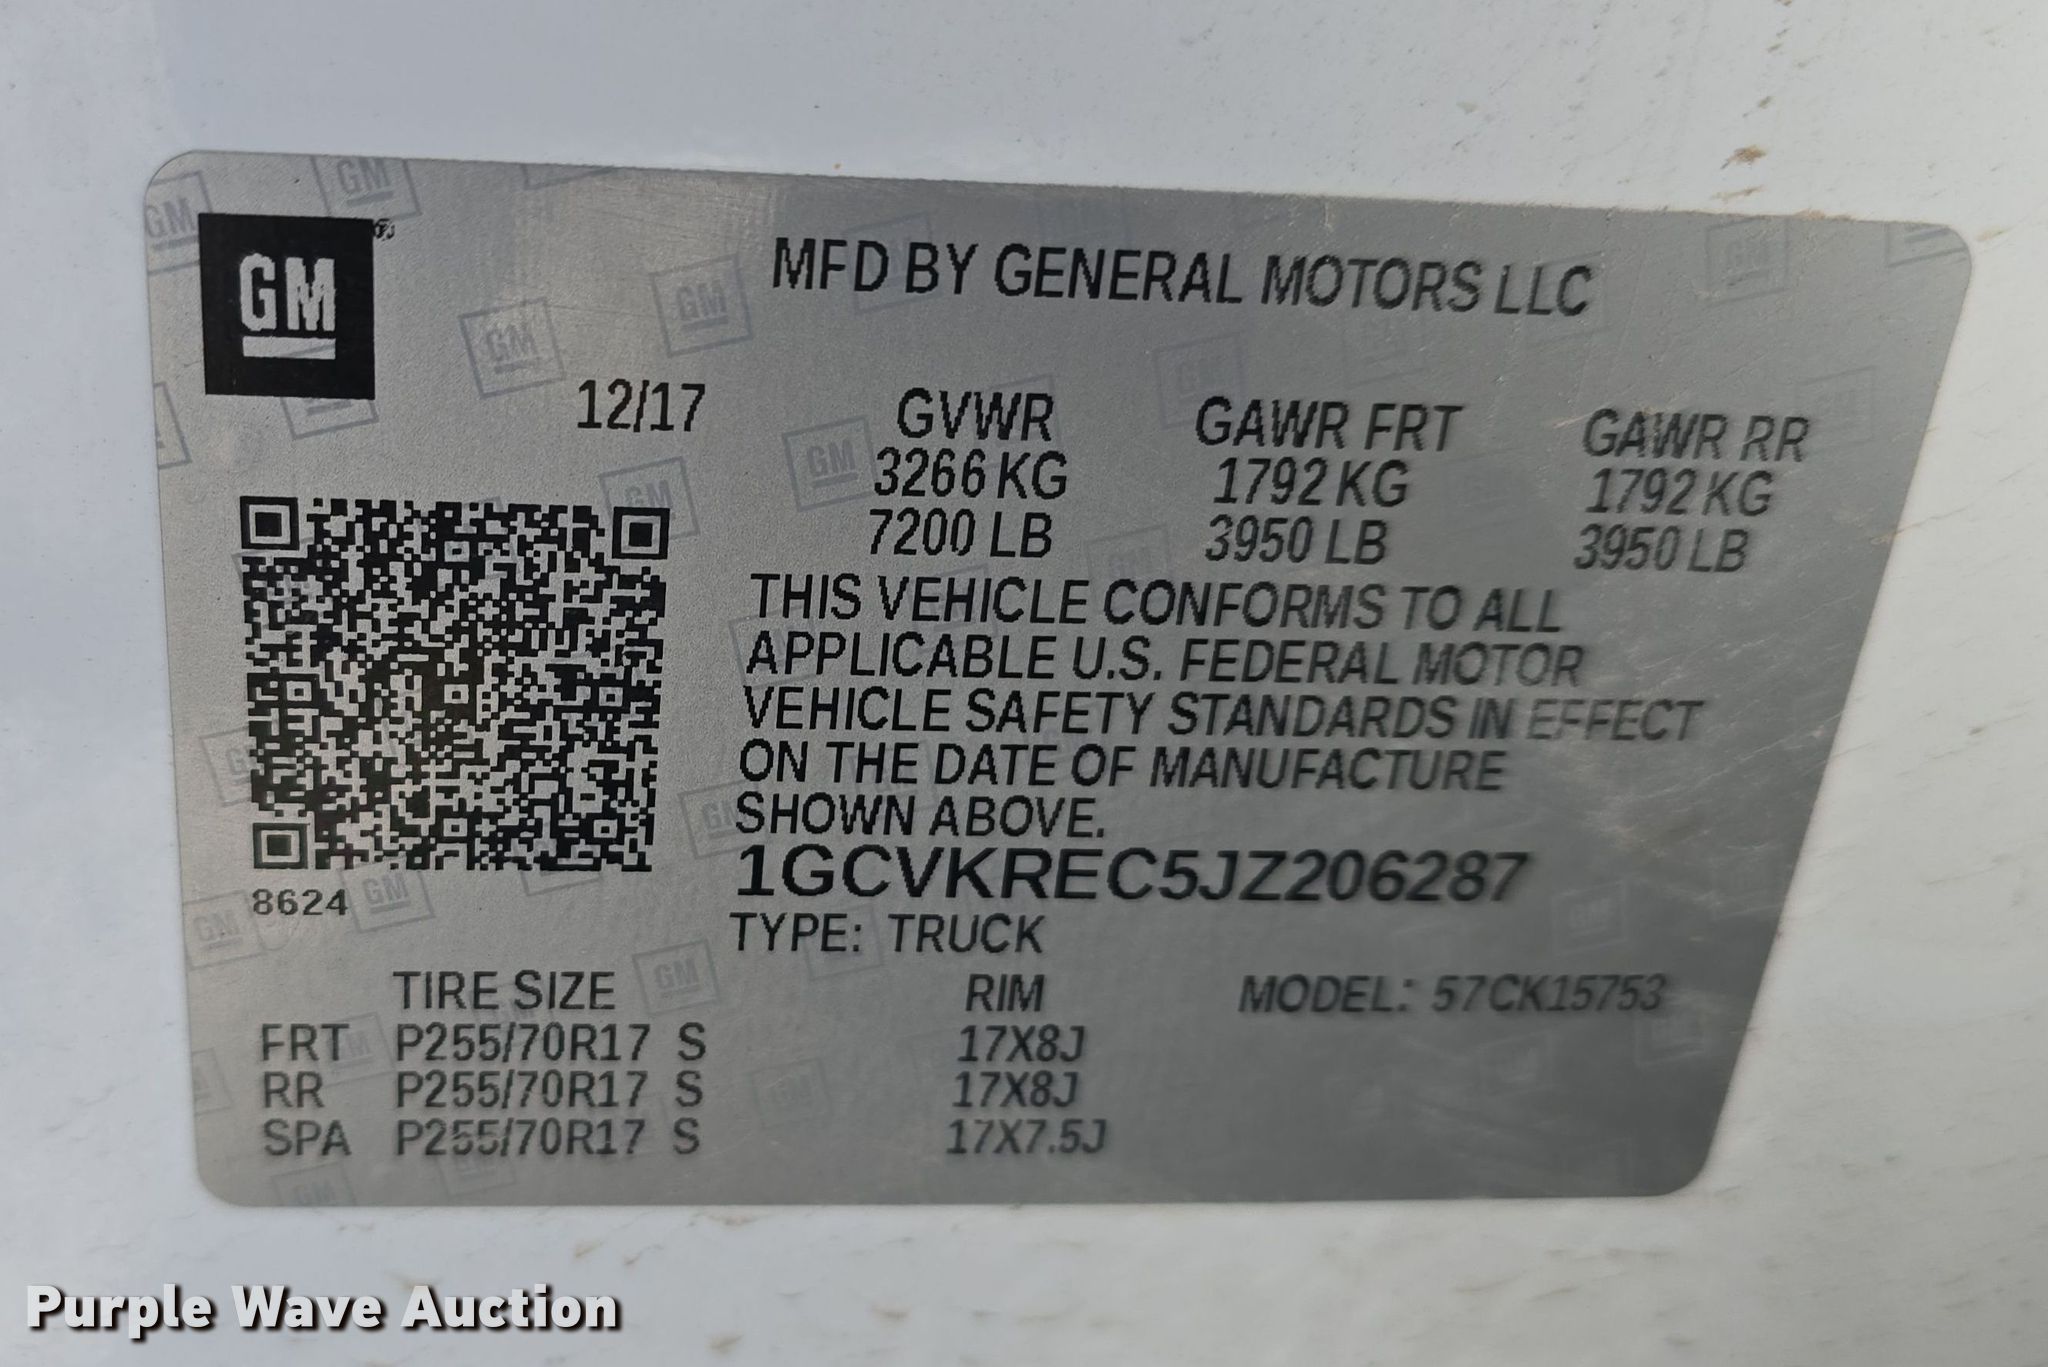 GM
MFD BY GENERAL MOTORS LLC
12/17
GVWR GAWR FRT GAWR RR
3266 KG 1792 KG 1792 KG
7200 LB 3950 LB 3950 LB
THIS VEHICLE CONFORMS TO ALL
APPLICABLE U.S. FEDERAL MOTOR
VEHICLE SAFETY STANDARDS IN EFFECT
ON THE DATE OF MANUFACTURE
SHOWN ABOVE.
1GCVKREC5JZ206287
8624
TYPE: TRUCK
TIRE SIZE RIM MODEL: 57CK15753
FRT P255/70R17 S 17X8J
RR P255/70R17 S 17X8J
SPA P255/70R17 S 17X7.5J
Purple Wave Auction